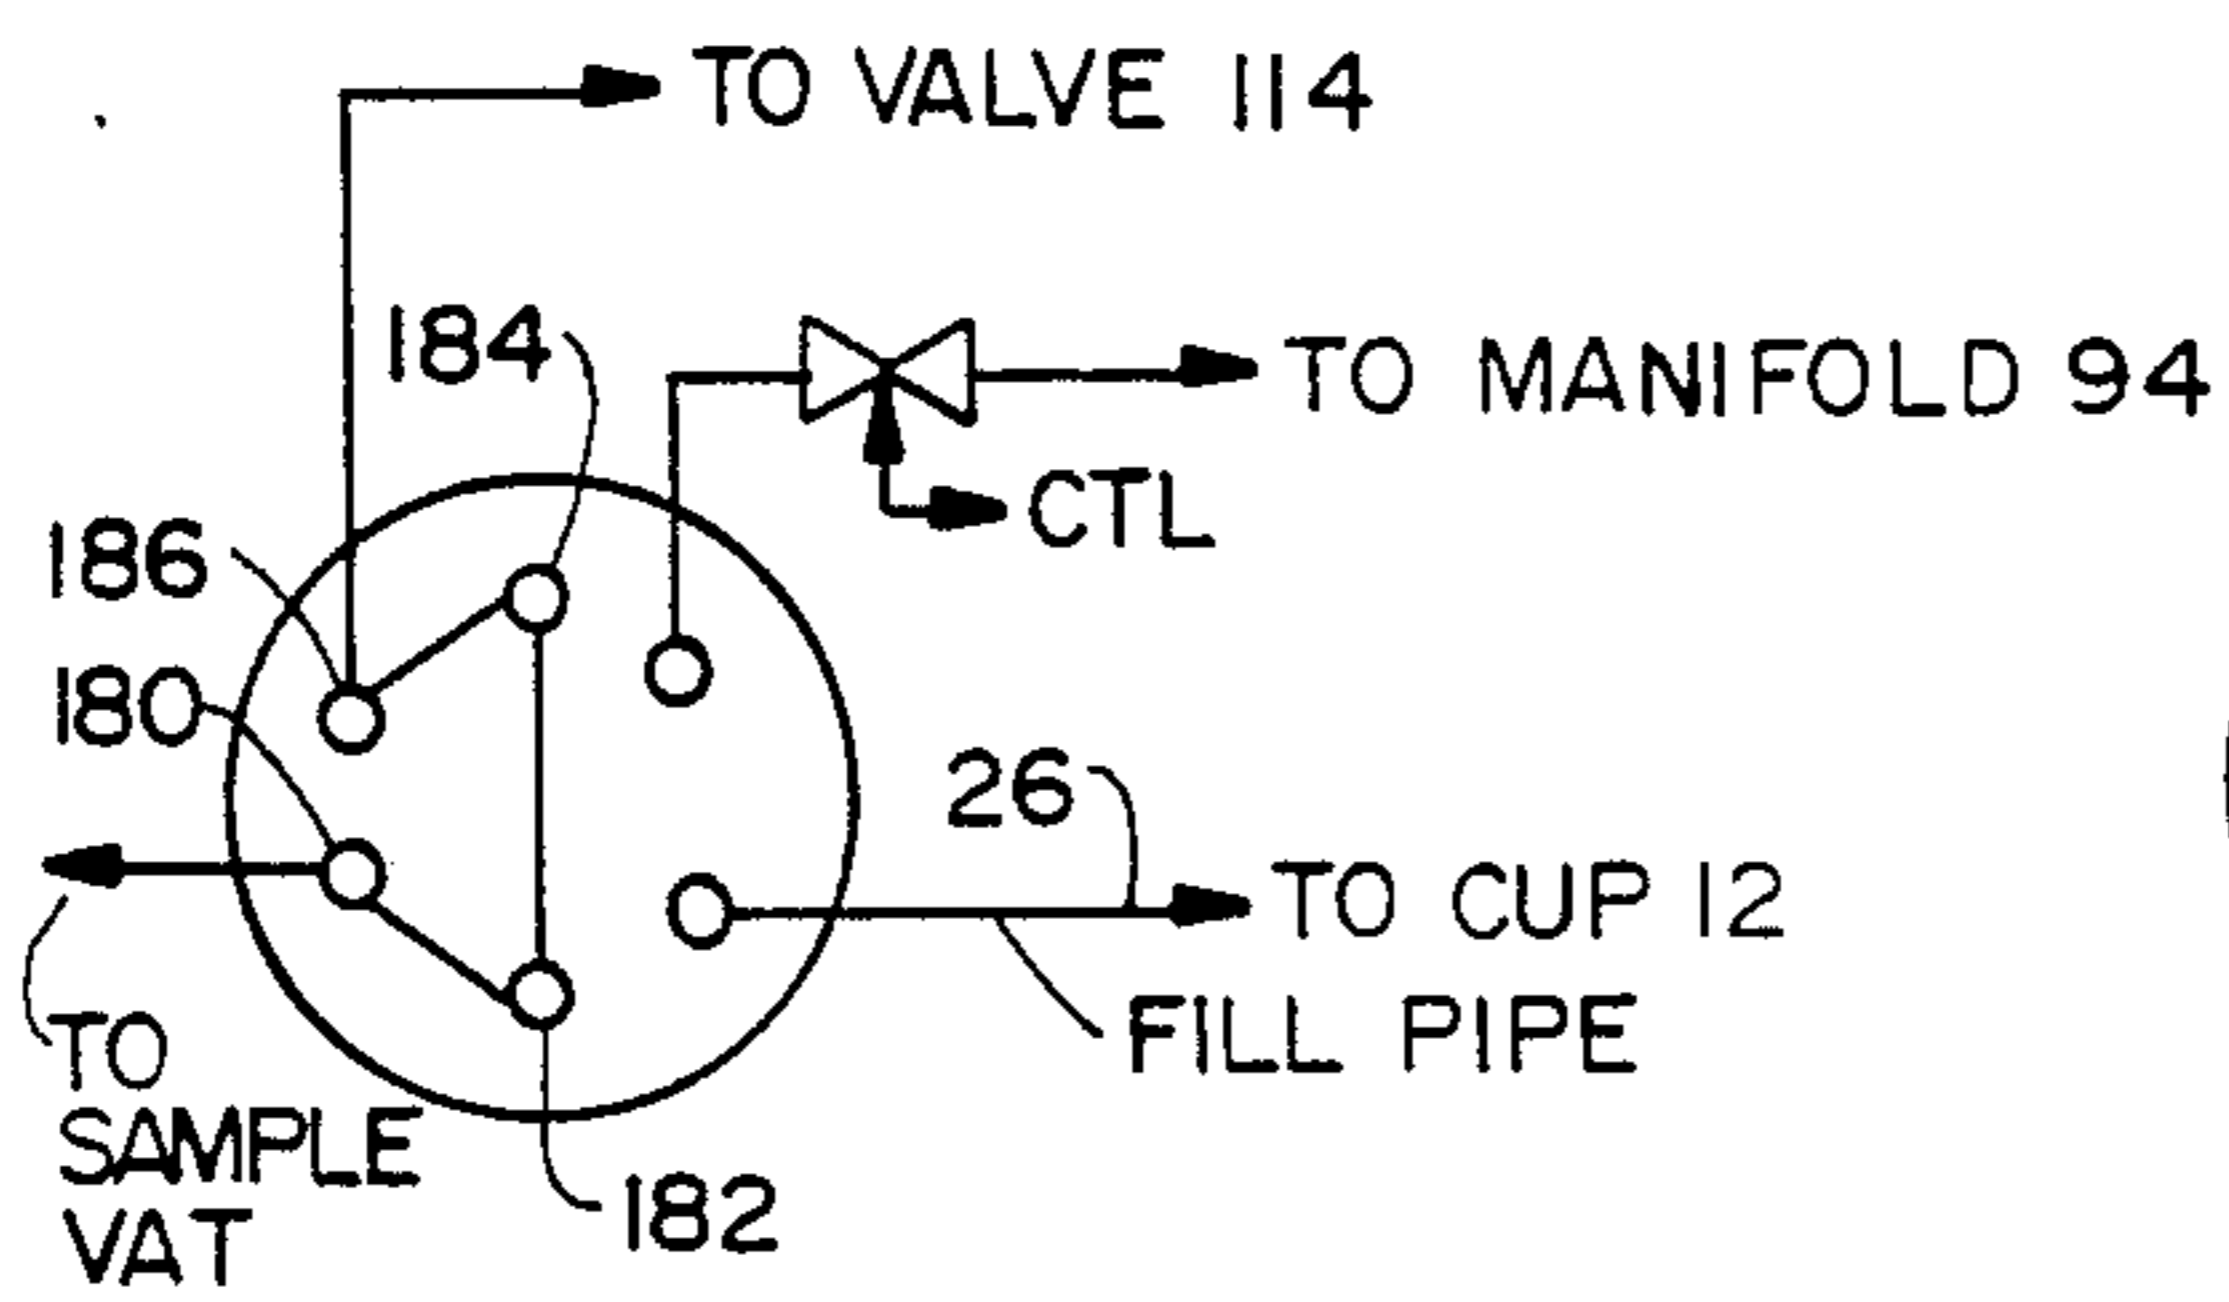 TO VALVE 114
184
TO MANIFOLD 94
CTL
186
180
26
TO CUP 12
FILL PIPE
TO
SAMPLE
VAT
182